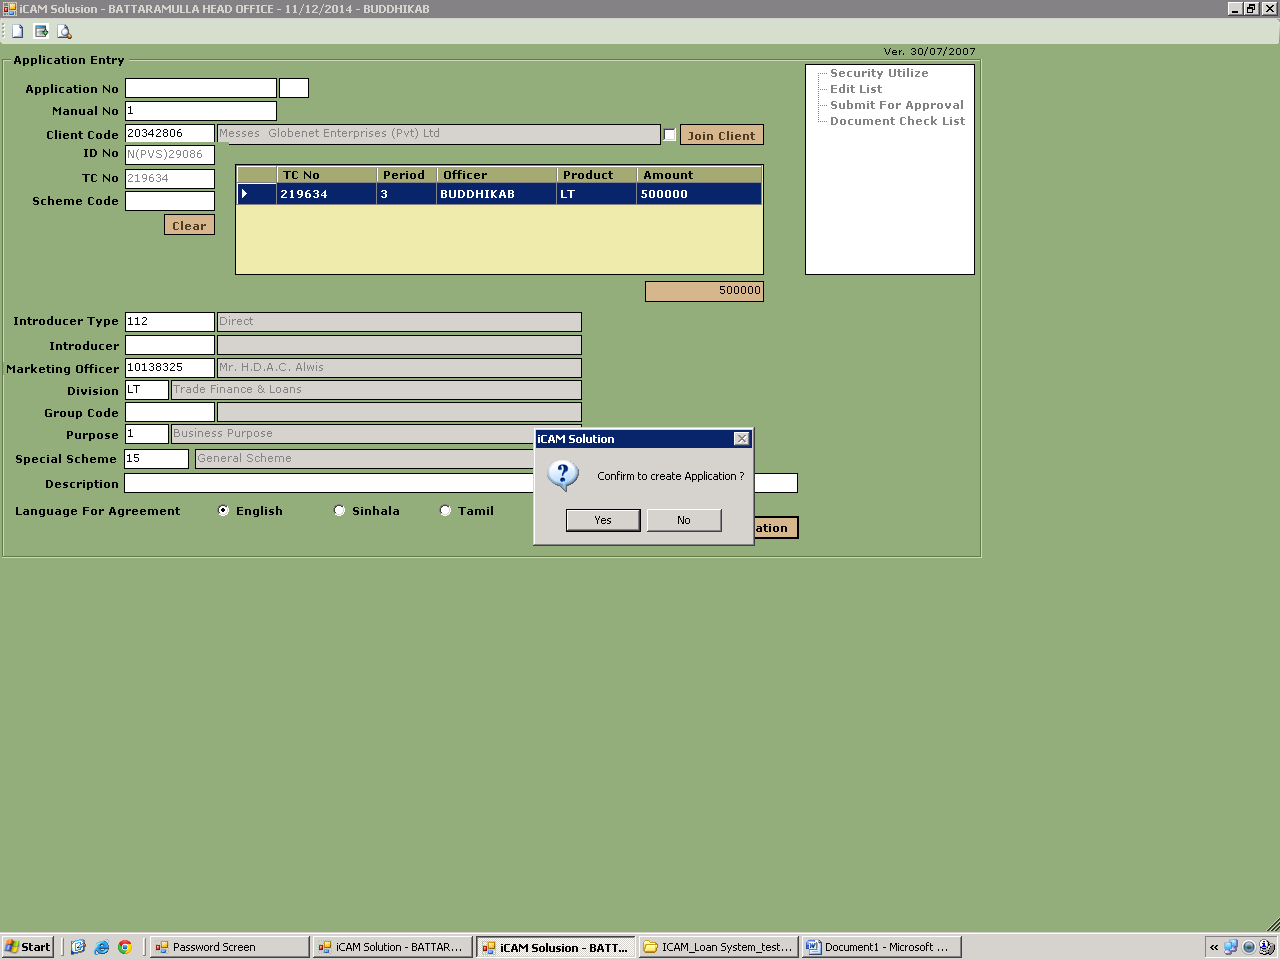 iCAM Solusion - BATTARAMULLA HEAD OFFICE - 11/12/2014 - BUDDHIKAB
Ver. 30/07/2007
Application Entry
Application No
Manual No 1
Client Code 20342806 Messes Globenet Enterprises (Pvt) Ltd Join Client
ID No N(PVS)29086
TC No 219634
Scheme Code
Clear
TC No Period Officer Product Amount
219634 3 BUDDHIKAB LT 500000
500000
Security Utilize
Edit List
Submit For Approval
Document Check List
Introducer Type 112 Direct
Introducer
Marketing Officer 10138325 Mr. H.D.A.C. Alwis
Division LT Trade Finance & Loans
Group Code
Purpose 1 Business Purpose
Special Scheme 15 General Scheme
Description
Language For Agreement English Sinhala Tamil
ation
iCAM Solution
Confirm to create Application ?
Yes No
Start Password Screen iCAM Solution - BATTAR... iCAM Solusion - BATT... ICAM_Loan System_test... Document1 - Microsoft ...